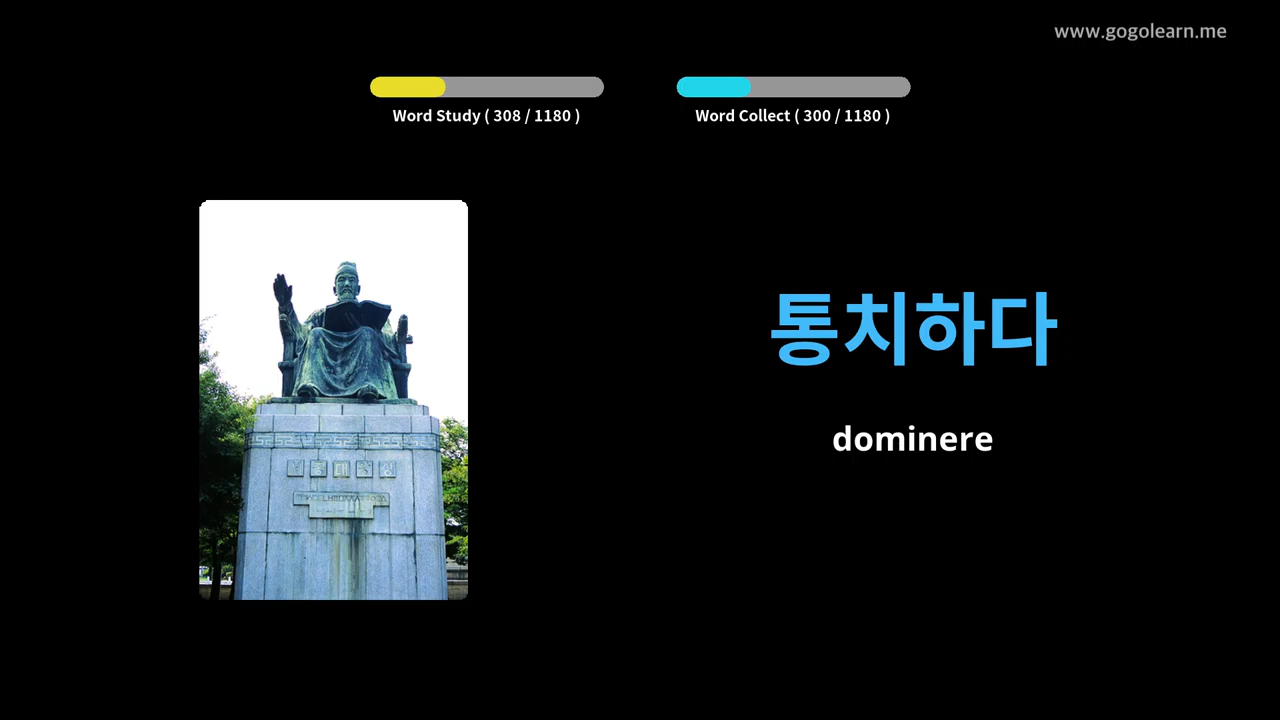 www.gogolearn.me
Word Study ( 308 / 1180 )
Word Collect ( 300 / 1180 )
통치하다
dominere